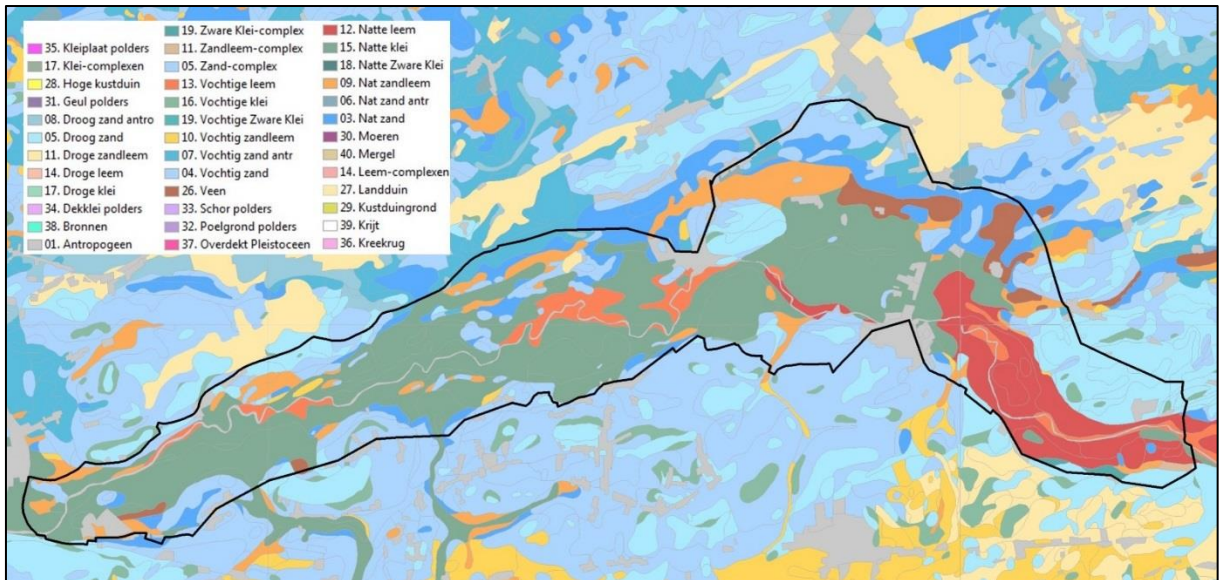 19. Zware Klei-complex
12. Natte leem
35. Kleiplaat polders
11. Zandleem-complex
15. Natte klei
17. Klei-complexen
05. Zand-complex
18. Natte Zware Klei
28. Hoge kustduin
13. Vochtige leem
09. Nat zandleem
31. Geul polders
16. Vochtige klei
06. Nat zand antr
08. Droog zand antro
19. Vochtige Zware Klei
03. Nat zand
05. Droog zand
10. Vochtig zandleem
30. Moeren
11. Droge zandleem
07. Vochtig zand antr
40. Mergel
14. Droge leem
04. Vochtig zand
14. Leem-complexen
17. Droge klei
26. Veen
27. Landduin
34. Dekklei polders
33. Schor polders
29. Kustduingrond
38. Bronnen
32. Poelgrond polders
39. Krijt
01. Antropogeen
37. Overdekt Pleistoceen
36. Kreekrug